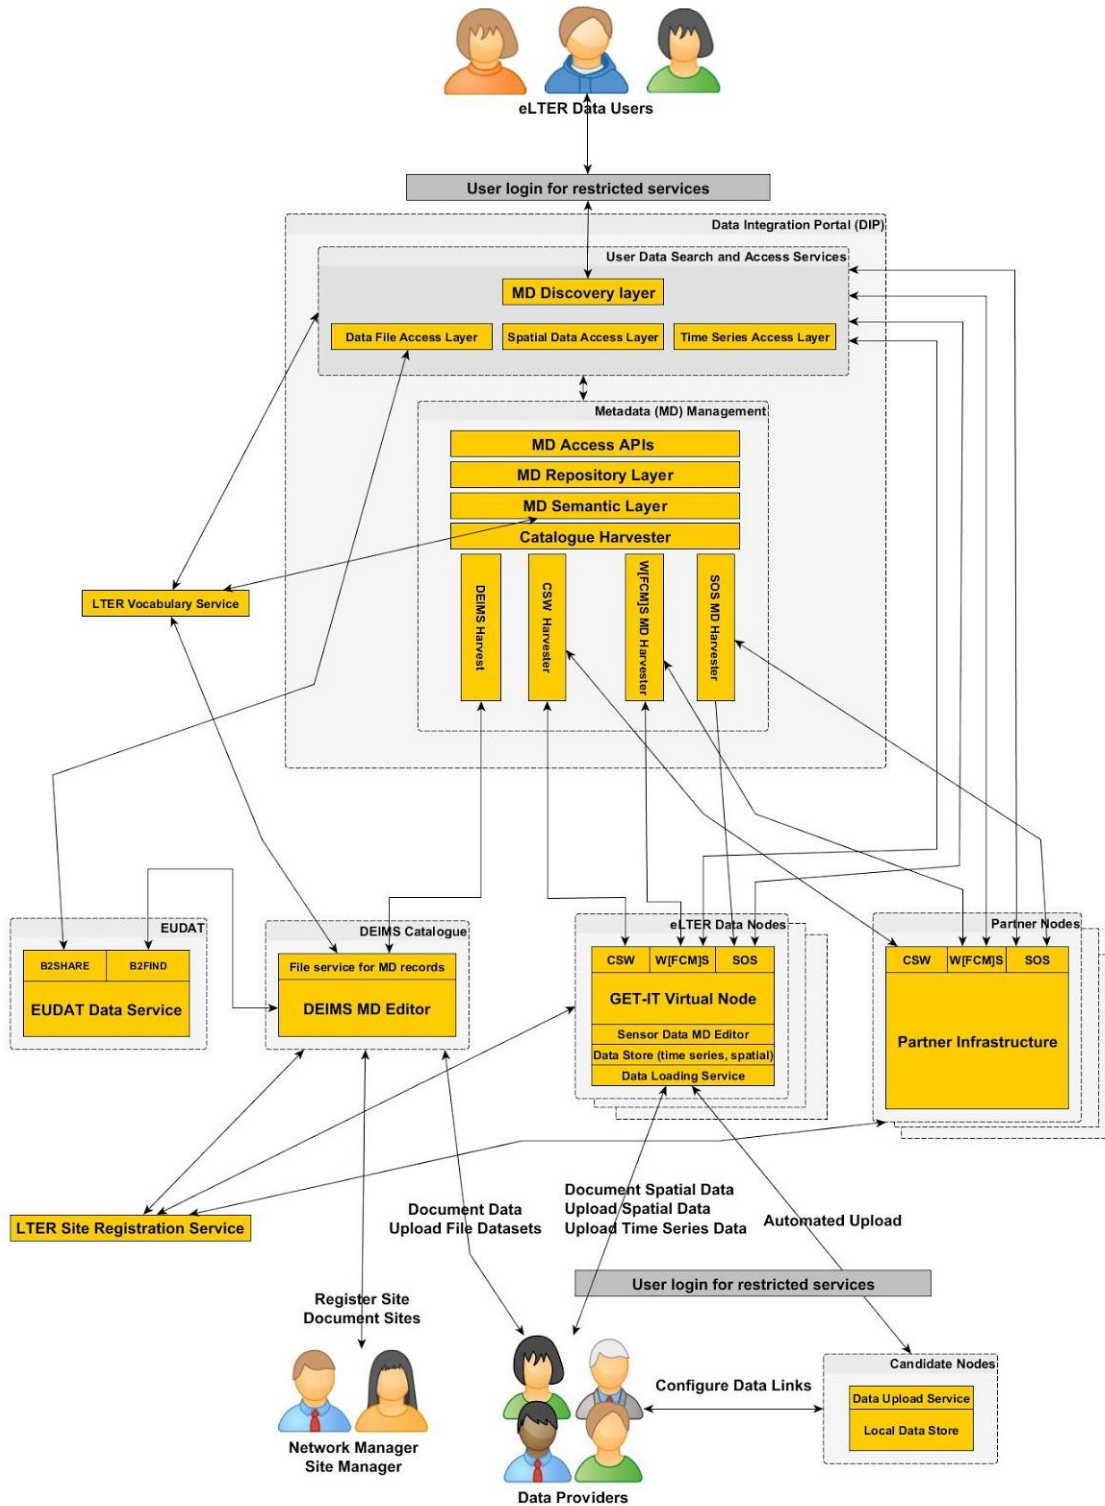 eLTER Data Users
User login for restricted services
Data Integration Portal (DIP)
User Data Search and Access Services
MD Discovery layer
Data File Access Layer
Spatial Data Access Layer
Time Series Access Layer
Metadata (MD) Management
MD Access APIs
MD Repository Layer
MD Semantic Layer
Catalogue Harvester
DEIMS Harvest
CSW Harvester
W[FCM]S MD Harvester
SOS MD Harvester
LTER Vocabulary Service
EUDAT
B2SHARE
B2FIND
EUDAT Data Service
DEIMS Catalogue
File service for MD records
DEIMS MD Editor
eLTER Data Nodes
CSW
W[FCM]S
SOS
GET-IT Virtual Node
Sensor Data MD Editor
Data Store (time series, spatial)
Data Loading Service
Partner Nodes
CSW
W[FCM]S
SOS
Partner Infrastructure
LTER Site Registration Service
Document Data
Upload File Datasets
Document Spatial Data
Upload Spatial Data
Upload Time Series Data
Automated Upload
User login for restricted services
Register Site
Document Sites
Network Manager
Site Manager
Configure Data Links
Data Providers
Candidate Nodes
Data Upload Service
Local Data Store